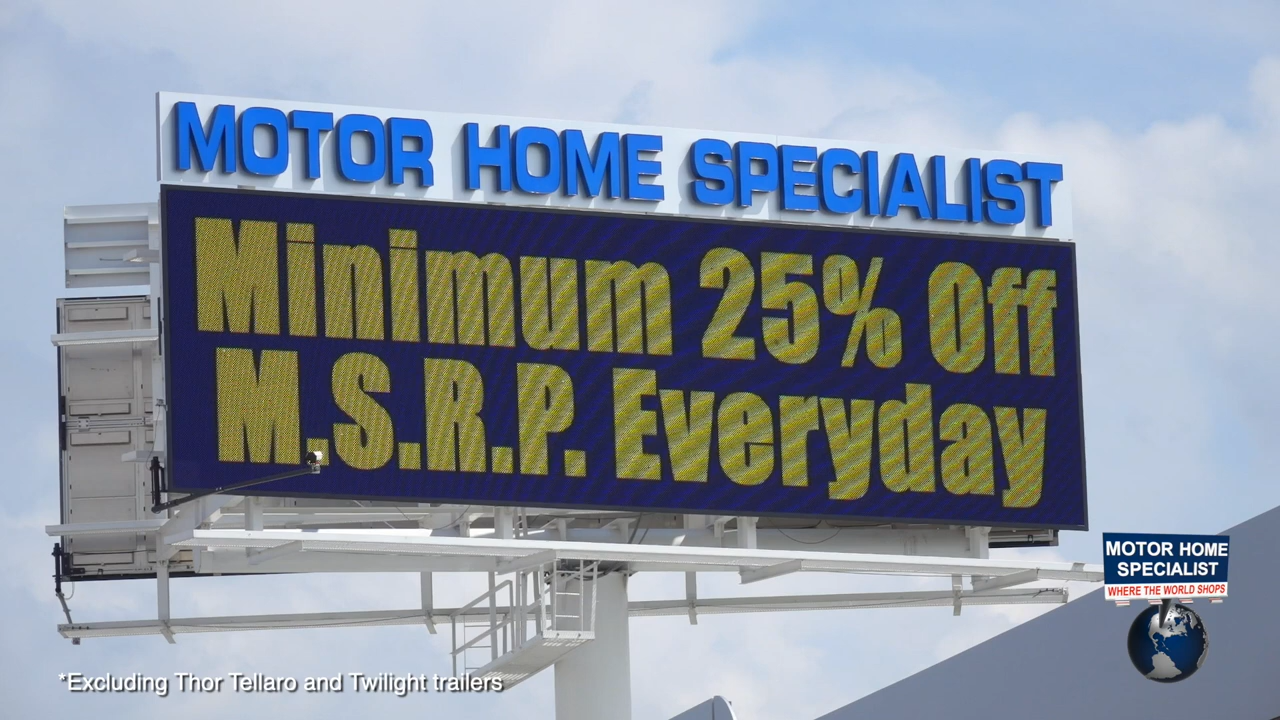 MOTOR HOME SPECIALIST
Minimum 25% Off
M.S.R.P. Everyday
MOTOR HOME
SPECIALIST
WHERE THE WORLD SHOPS
*Excluding Thor Tellaro and Twilight trailers